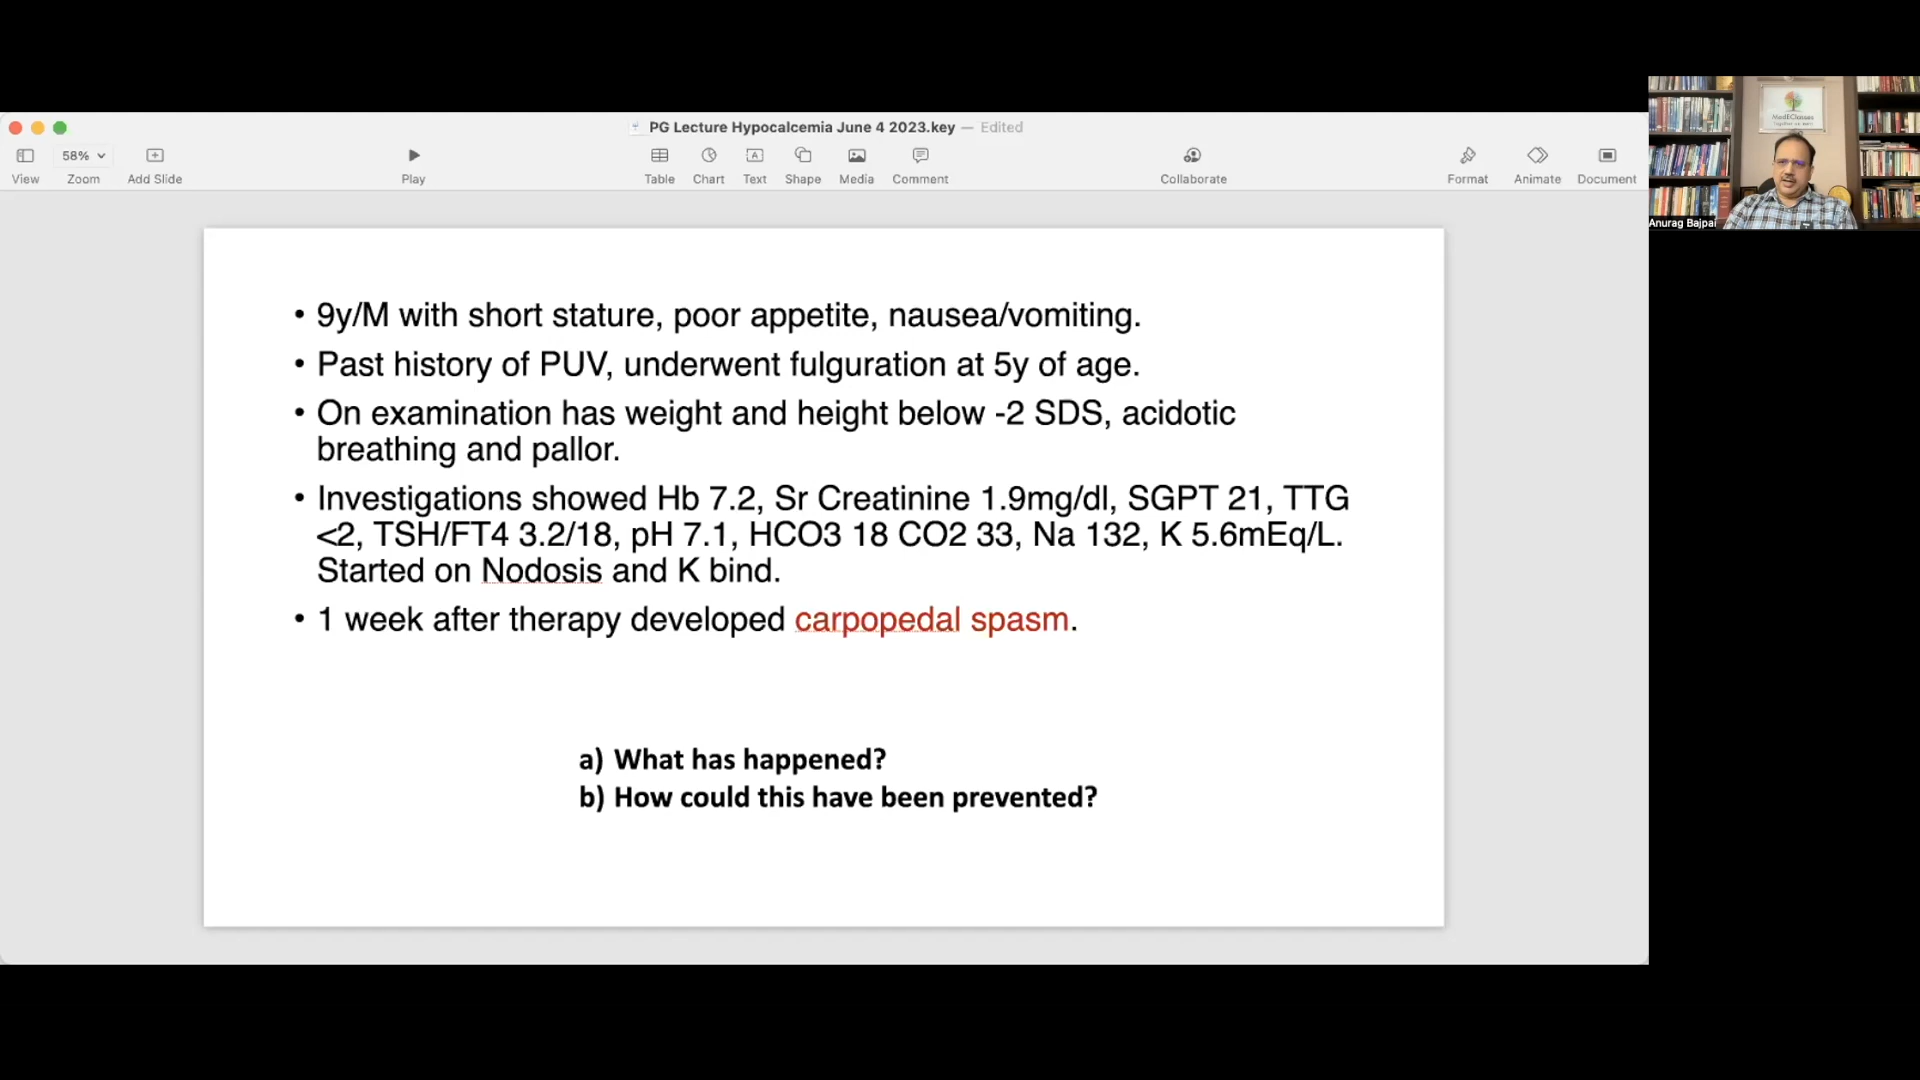 PG Lecture Hypocalcemia June 4 2023.key — Edited
58%
View Zoom Add Slide Play Table Chart Text Shape Media Comment Collaborate Format Animate Document
MedEClasses
Anurag Bajpai
• 9y/M with short stature, poor appetite, nausea/vomiting.
• Past history of PUV, underwent fulguration at 5y of age.
• On examination has weight and height below -2 SDS, acidotic
breathing and pallor.
• Investigations showed Hb 7.2, Sr Creatinine 1.9mg/dl, SGPT 21, TTG
<2, TSH/FT4 3.2/18, pH 7.1, HCO3 18 CO2 33, Na 132, K 5.6mEq/L.
Started on Nodosis and K bind.
• 1 week after therapy developed carpopedal spasm.
a) What has happened?
b) How could this have been prevented?